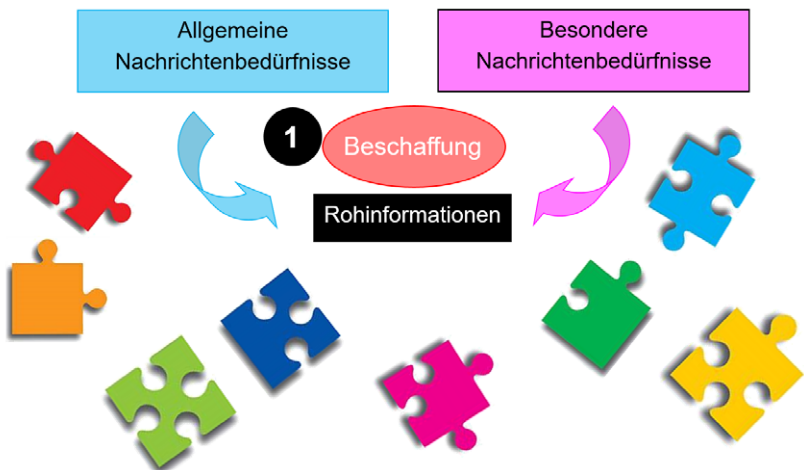 Allgemeine
Nachrichtenbedürfnisse
Besondere
Nachrichtenbedürfnisse
1
Beschaffung
Rohinformationen